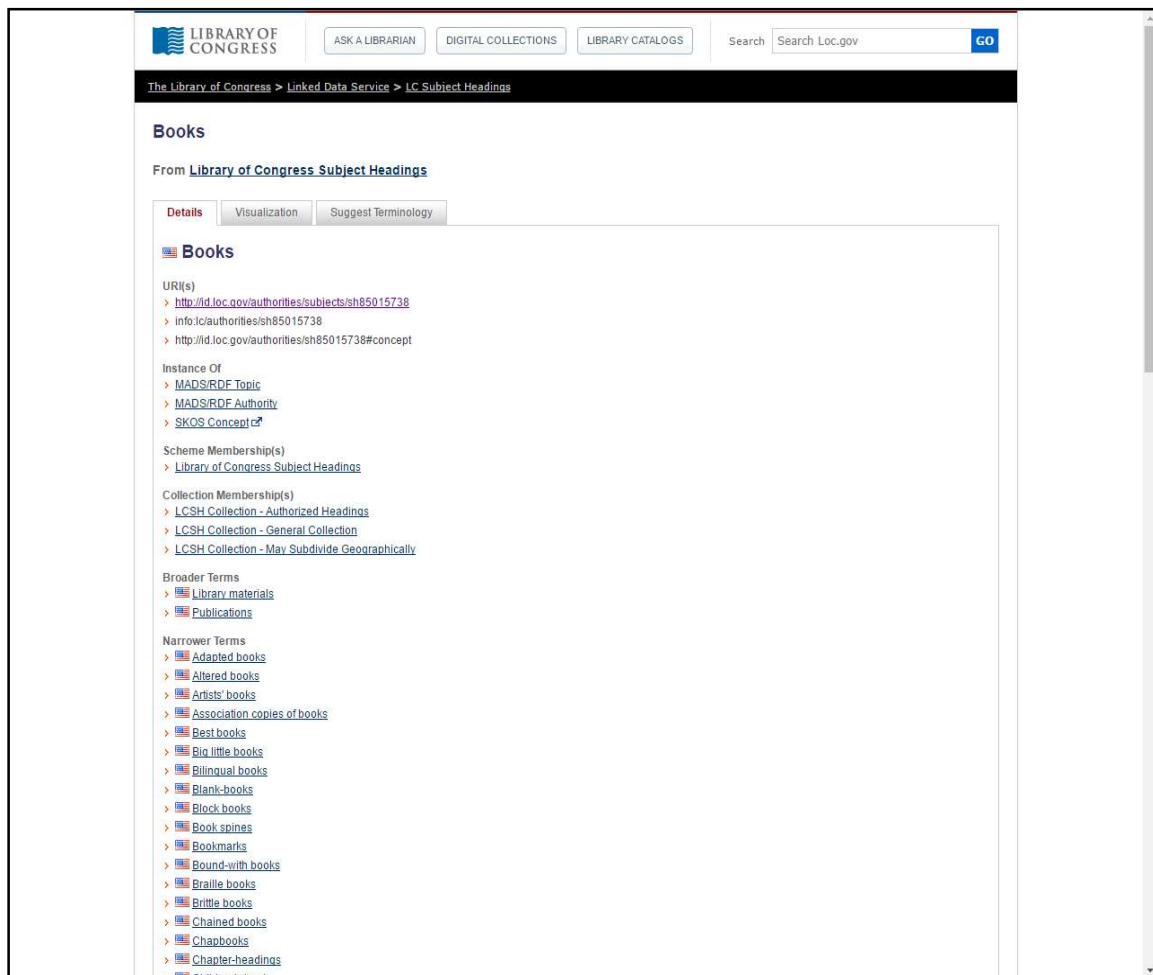 LIBRARY OF
CONGRESS
ASK A LIBRARIAN
DIGITAL COLLECTIONS
LIBRARY CATALOGS
Search
Search Loc.gov
GO
The Library of Congress > Linked Data Service > LC Subject Headings
Books
From Library of Congress Subject Headings
Details
Visualization
Suggest Terminology
Books
URI(s)
> http://id.loc.gov/authorities/subjects/sh85015738
> info:lc/authorities/sh85015738
> http://id.loc.gov/authorities/sh85015738#concept
Instance Of
> MADS/RDF Topic
> MADS/RDF Authority
> SKOS Concept
Scheme Membership(s)
> Library of Congress Subject Headings
Collection Membership(s)
> LCSH Collection - Authorized Headings
> LCSH Collection - General Collection
> LCSH Collection - May Subdivide Geographically
Broader Terms
> Library materials
> Publications
Narrower Terms
> Adapted books
> Altered books
> Artists' books
> Association copies of books
> Best books
> Big little books
> Bilingual books
> Blank-books
> Block books
> Book spines
> Bookmarks
> Bound-with books
> Braille books
> Brittle books
> Chained books
> Chapbooks
> Chapter-headings